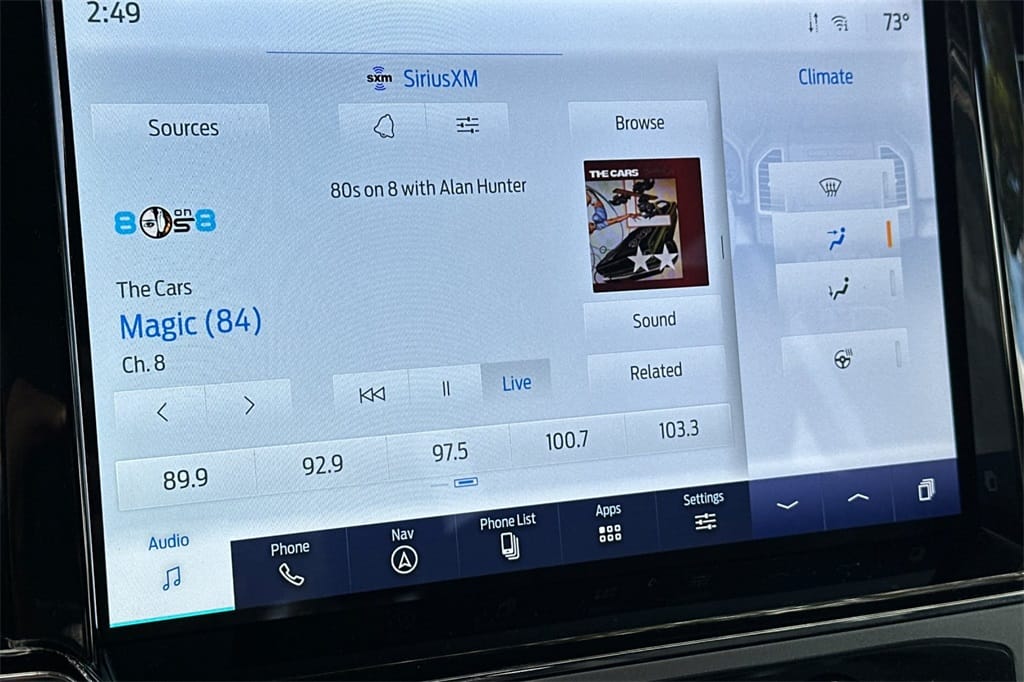 2:49
73°
sxm SiriusXM
Climate
Sources
Browse
80s on 8 with Alan Hunter
THE CARS
80s on 8
The Cars
Magic (84)
Ch. 8
Sound
Related
Live
89.9
92.9
97.5
100.7
103.3
Audio
Phone
Nav
Phone List
Apps
Settings